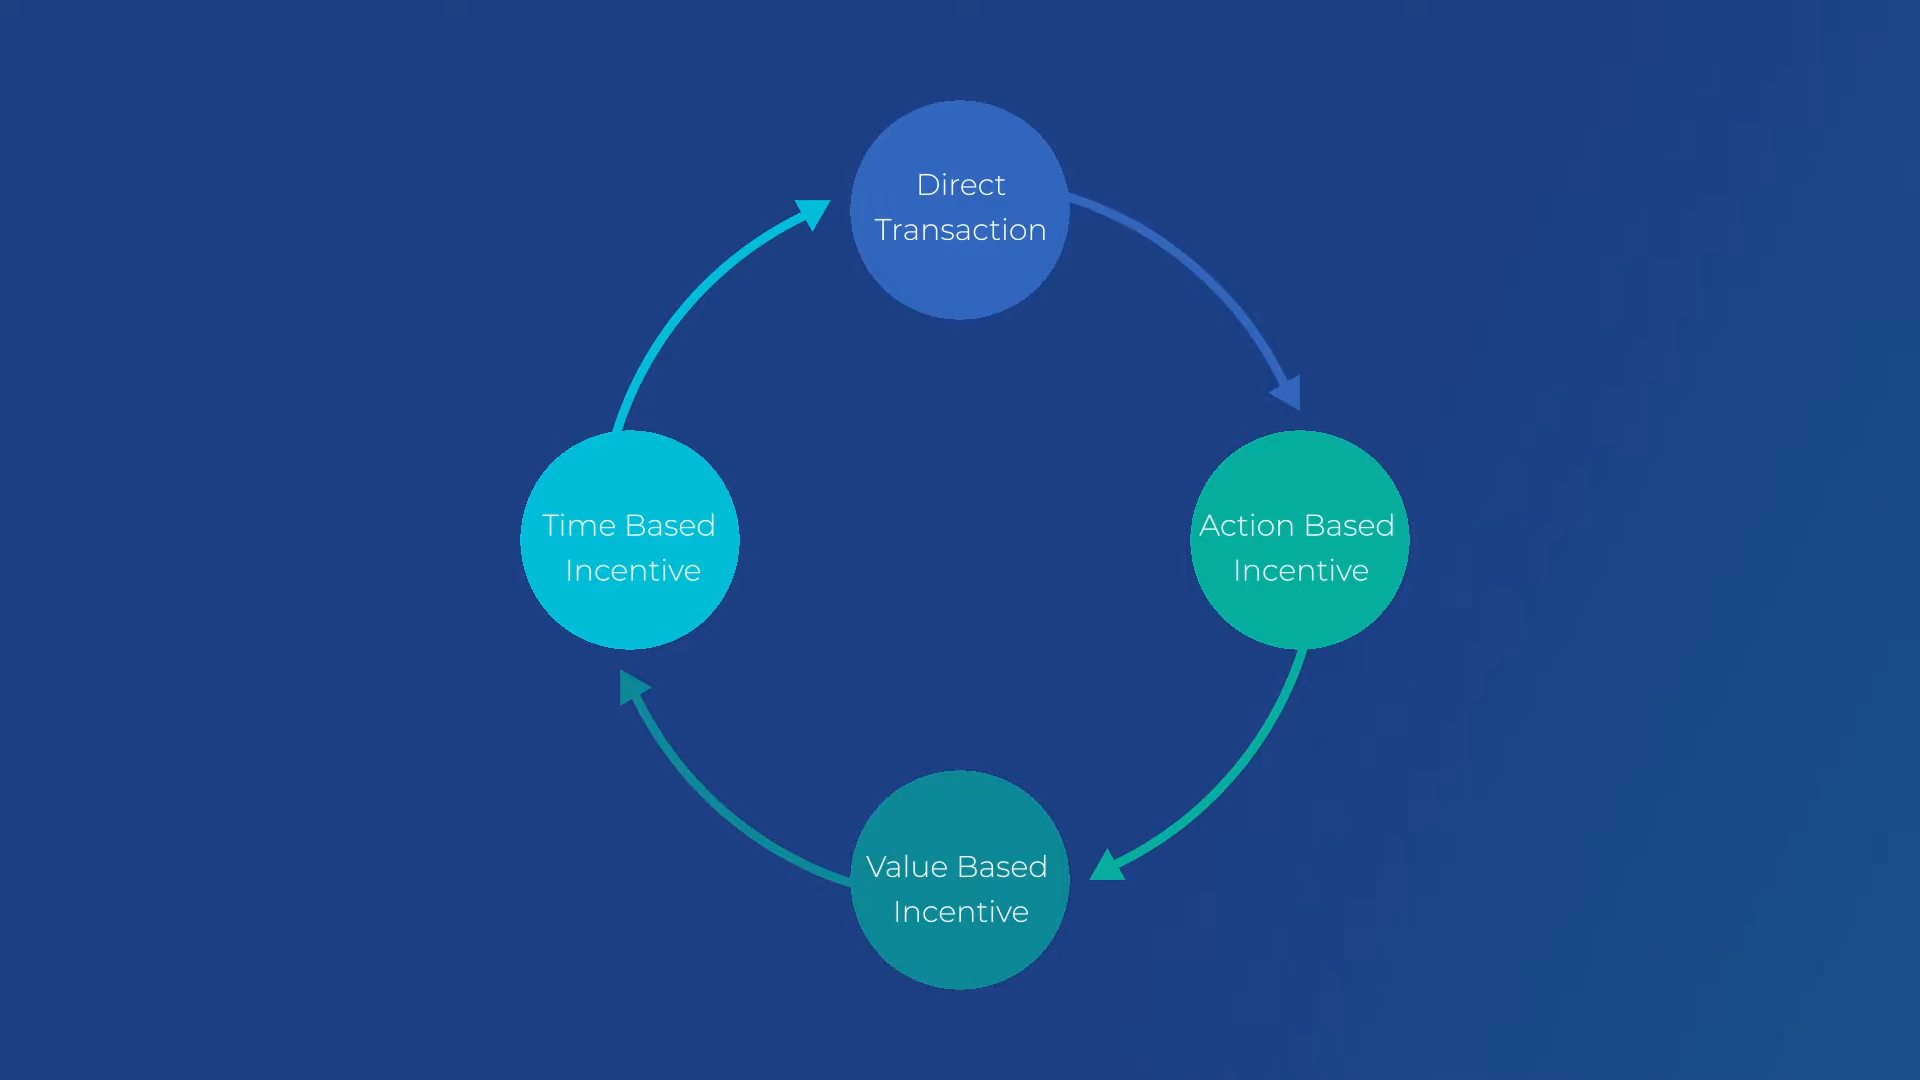 Direct
Transaction
Time Based
Incentive
Action Based
Incentive
Value Based
Incentive